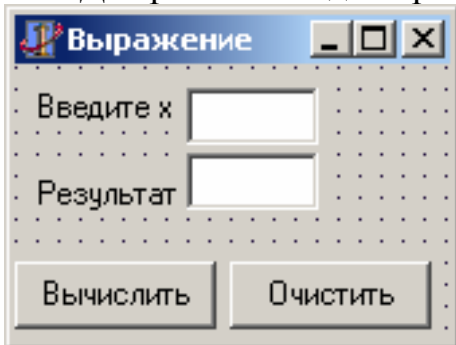 Выражение
Введите х
Результат
Вычислить Очистить